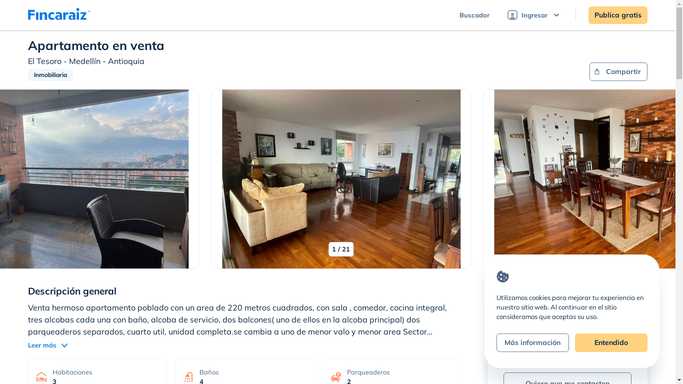 Fincaraiz
Buscador
Ingresar
Publica gratis
Apartamento en venta
El Tesoro - Medellín - Antioquia
Inmobiliaria
Compartir
1 / 21
Descripción general
Venta hermoso apartamento poblado con un area de 220 metros cuadrados, con sala , comedor, cocina integral,
tres alcobas cada una con baño, alcoba de servicio, dos balcones( uno de ellos en la alcoba principal) dos
parqueaderos separados, cuarto util, unidad completa.se cambia a uno de menor valo y menor area Sector...
Leer más
Habitaciones
3
Baños
4
Parqueaderos
2
Utilizamos cookies para mejorar tu experiencia en
nuestro sitio web. Al continuar en el sitio
consideramos que aceptas su uso.
Más información
Entendido
Quiero que me contacten